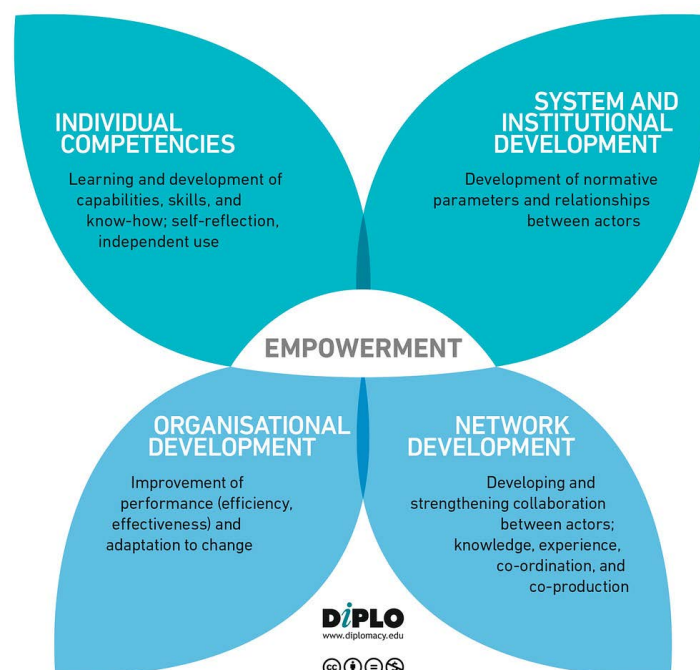 INDIVIDUAL
COMPETENCIES
Learning and development of
capabilities, skills, and
know-how; self-reflection,
independent use
SYSTEM AND
INSTITUTIONAL
DEVELOPMENT
Development of normative
parameters and relationships
between actors
EMPOWERMENT
ORGANISATIONAL
DEVELOPMENT
Improvement of
performance (efficiency,
effectiveness) and
adaptation to change
NETWORK
DEVELOPMENT
Developing and
strengthening collaboration
between actors;
knowledge, experience,
co-ordination, and
co-production
DiPLO
www.diplomacy.edu
cc